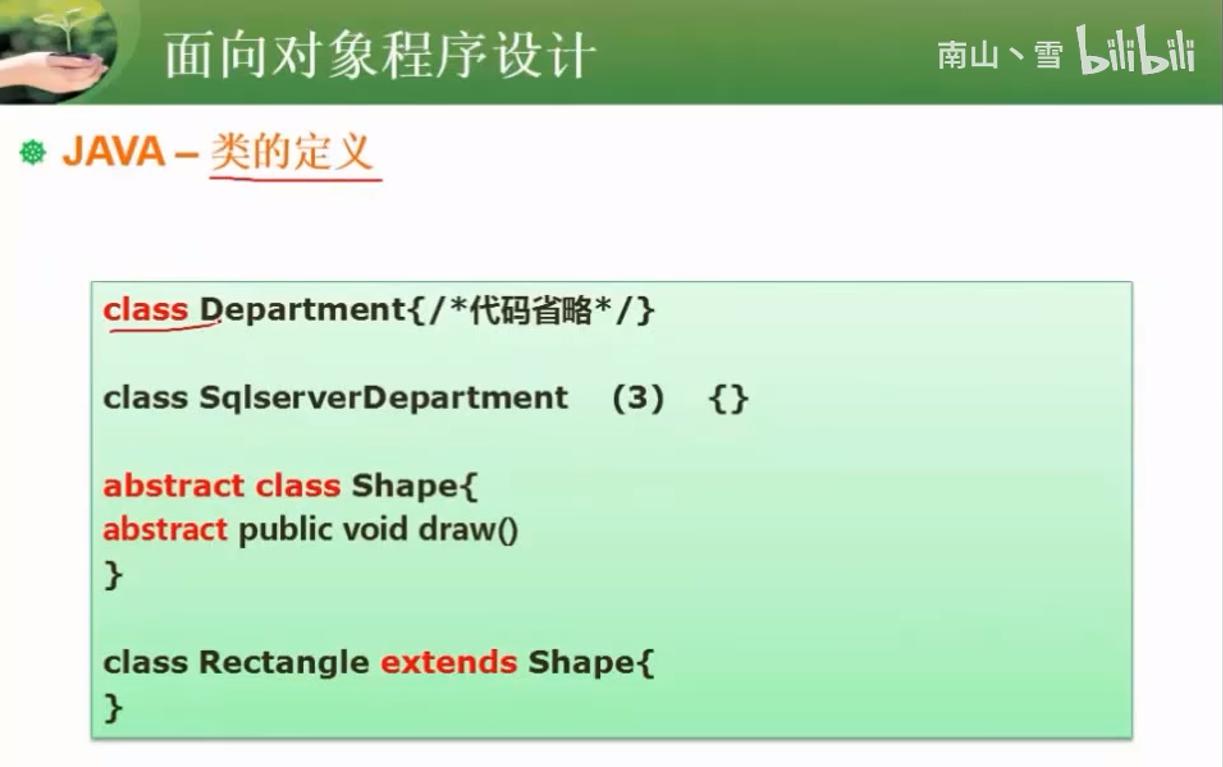 面向对象程序设计
南山丶雪 bilibili
JAVA – 类的定义
class Department{/*代码省略*/}
class SqlserverDepartment (3) {}
abstract class Shape{
abstract public void draw()
}
class Rectangle extends Shape{
}